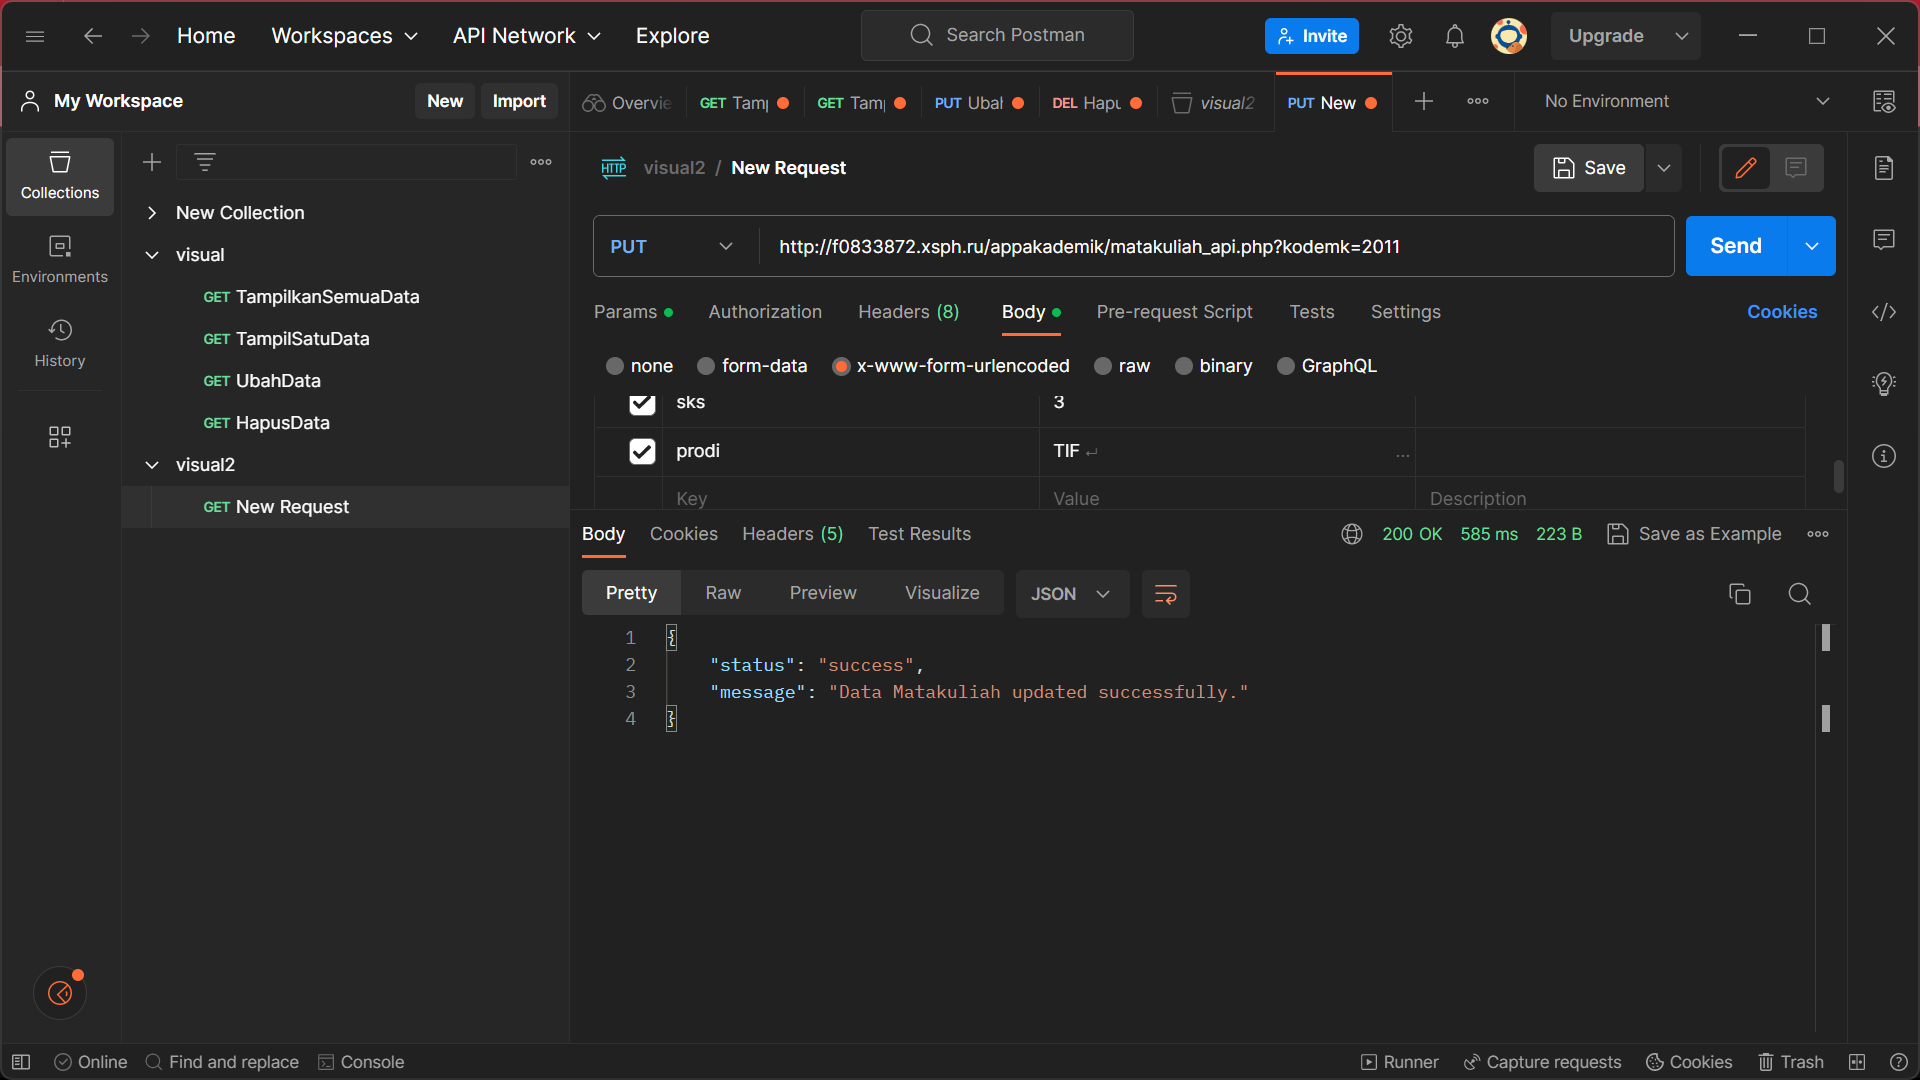 Home Workspaces API Network Explore Search Postman Invite Upgrade
My Workspace New Import
Overvie GET Tamp GET Tamp PUT Ubal DEL Hapu visual2 PUT New No Environment
Collections
Environments
History
New Collection
visual
GET TampilkanSemuaData
GET TampilSatuData
GET UbahData
GET HapusData
visual2
GET New Request
HTTP visual2 / New Request Save
PUT http://f0833872.xsph.ru/appakademik/matakuliah_api.php?kodemk=2011 Send
Params Authorization Headers (8) Body Pre-request Script Tests Settings Cookies
none form-data x-www-form-urlencoded raw binary GraphQL
sks 3
prodi TIF ↵ ...
Key Value Description
Body Cookies Headers (5) Test Results 200 OK 585 ms 223 B Save as Example
Pretty Raw Preview Visualize JSON
1 {
2 "status": "success",
3 "message": "Data Matakuliah updated successfully."
4 }
Online Find and replace Console Runner Capture requests Cookies Trash